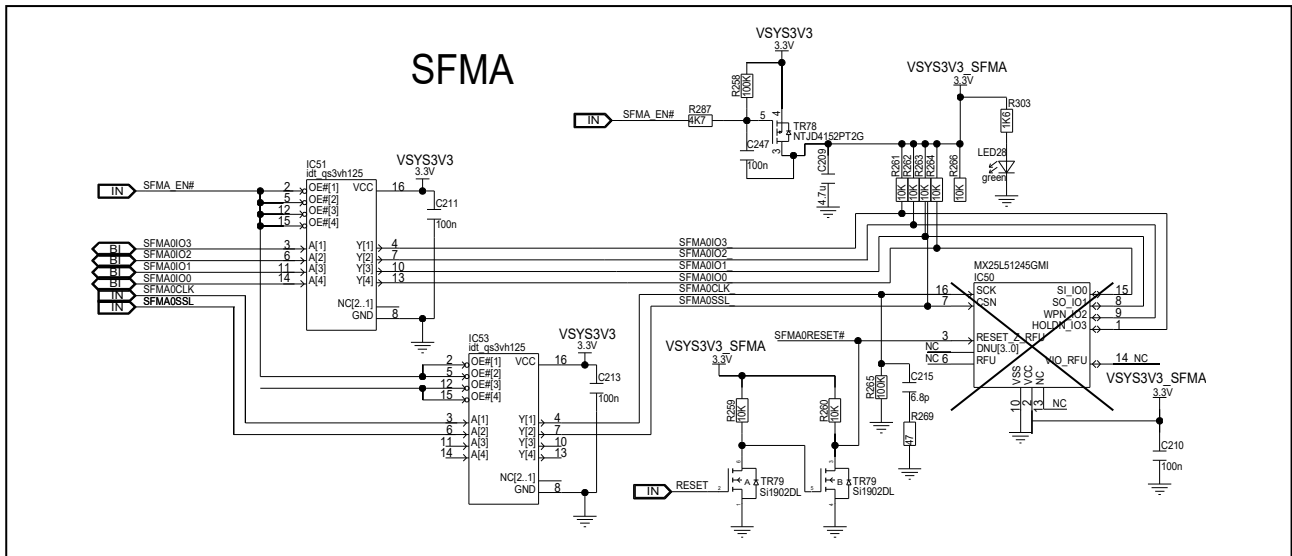 SFMA
VSYS3V3
3.3V
R258
100K
IN
SFMA_EN#
R287
4K7
5
4
3
TR78
NTJD4152PT2G
C247
100n
C209
4.7u
VSYS3V3_SFMA
3.3V
R303
1K6
LED28
green
R261
10K
R262
10K
R263
10K
R264
10K
R266
10K
IC51
idt_qs3vh125
VSYS3V3
3.3V
IN
SFMA_EN#
2
OE#[1]
VCC
16
5
OE#[2]
12
OE#[3]
15
OE#[4]
C211
100n
BI
SFMA0IO3
3
A[1]
Y[1]
4
SFMA0IO3_
BI
SFMA0IO2
6
A[2]
Y[2]
7
SFMA0IO2_
BI
SFMA0IO1
11
A[3]
Y[3]
10
SFMA0IO1_
BI
SFMA0IO0
14
A[4]
Y[4]
13
SFMA0IO0_
IN
SFMA0CLK
SFMA0CLK_
IN
SFMA0SSL
SFMA0SSL_
NC[2..1]
GND
8
MX25L51245GMI
IC50
16
SCK
SI_IO0
15
7
CSN
SO_IO1
8
WPN_IO2
9
HOLDN_IO3
1
SFMA0RESET#
3
RESET_Z_RFU
NC
DNU[3..0]
NC
6
RFU
VIO_RFU
14
NC
VSS
VCC
NC
10
2
13
NC
VSYS3V3_SFMA
3.3V
C210
100n
IC53
idt_qs3vh125
VSYS3V3
3.3V
2
OE#[1]
VCC
16
5
OE#[2]
12
OE#[3]
15
OE#[4]
C213
100n
3
A[1]
Y[1]
4
6
A[2]
Y[2]
7
11
A[3]
Y[3]
10
14
A[4]
Y[4]
13
NC[2..1]
GND
8
VSYS3V3_SFMA
3.3V
R259
10K
R260
10K
R265
100K
C215
6.8p
R269
47
IN
RESET
2
6
A
1
TR79
Si1902DL
5
3
B
4
TR79
Si1902DL